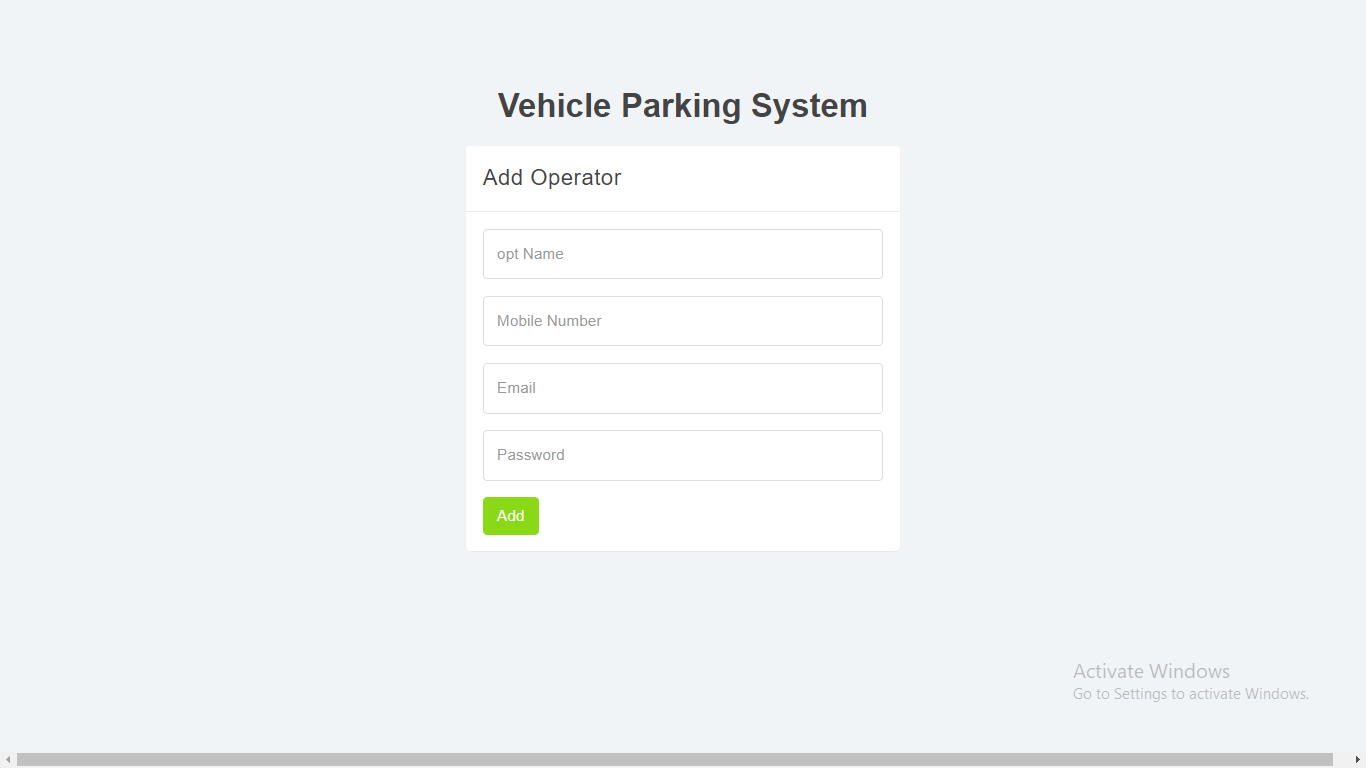 Vehicle Parking System
Add Operator
opt Name
Mobile Number
Email
Password
Add
Activate Windows
Go to Settings to activate Windows.